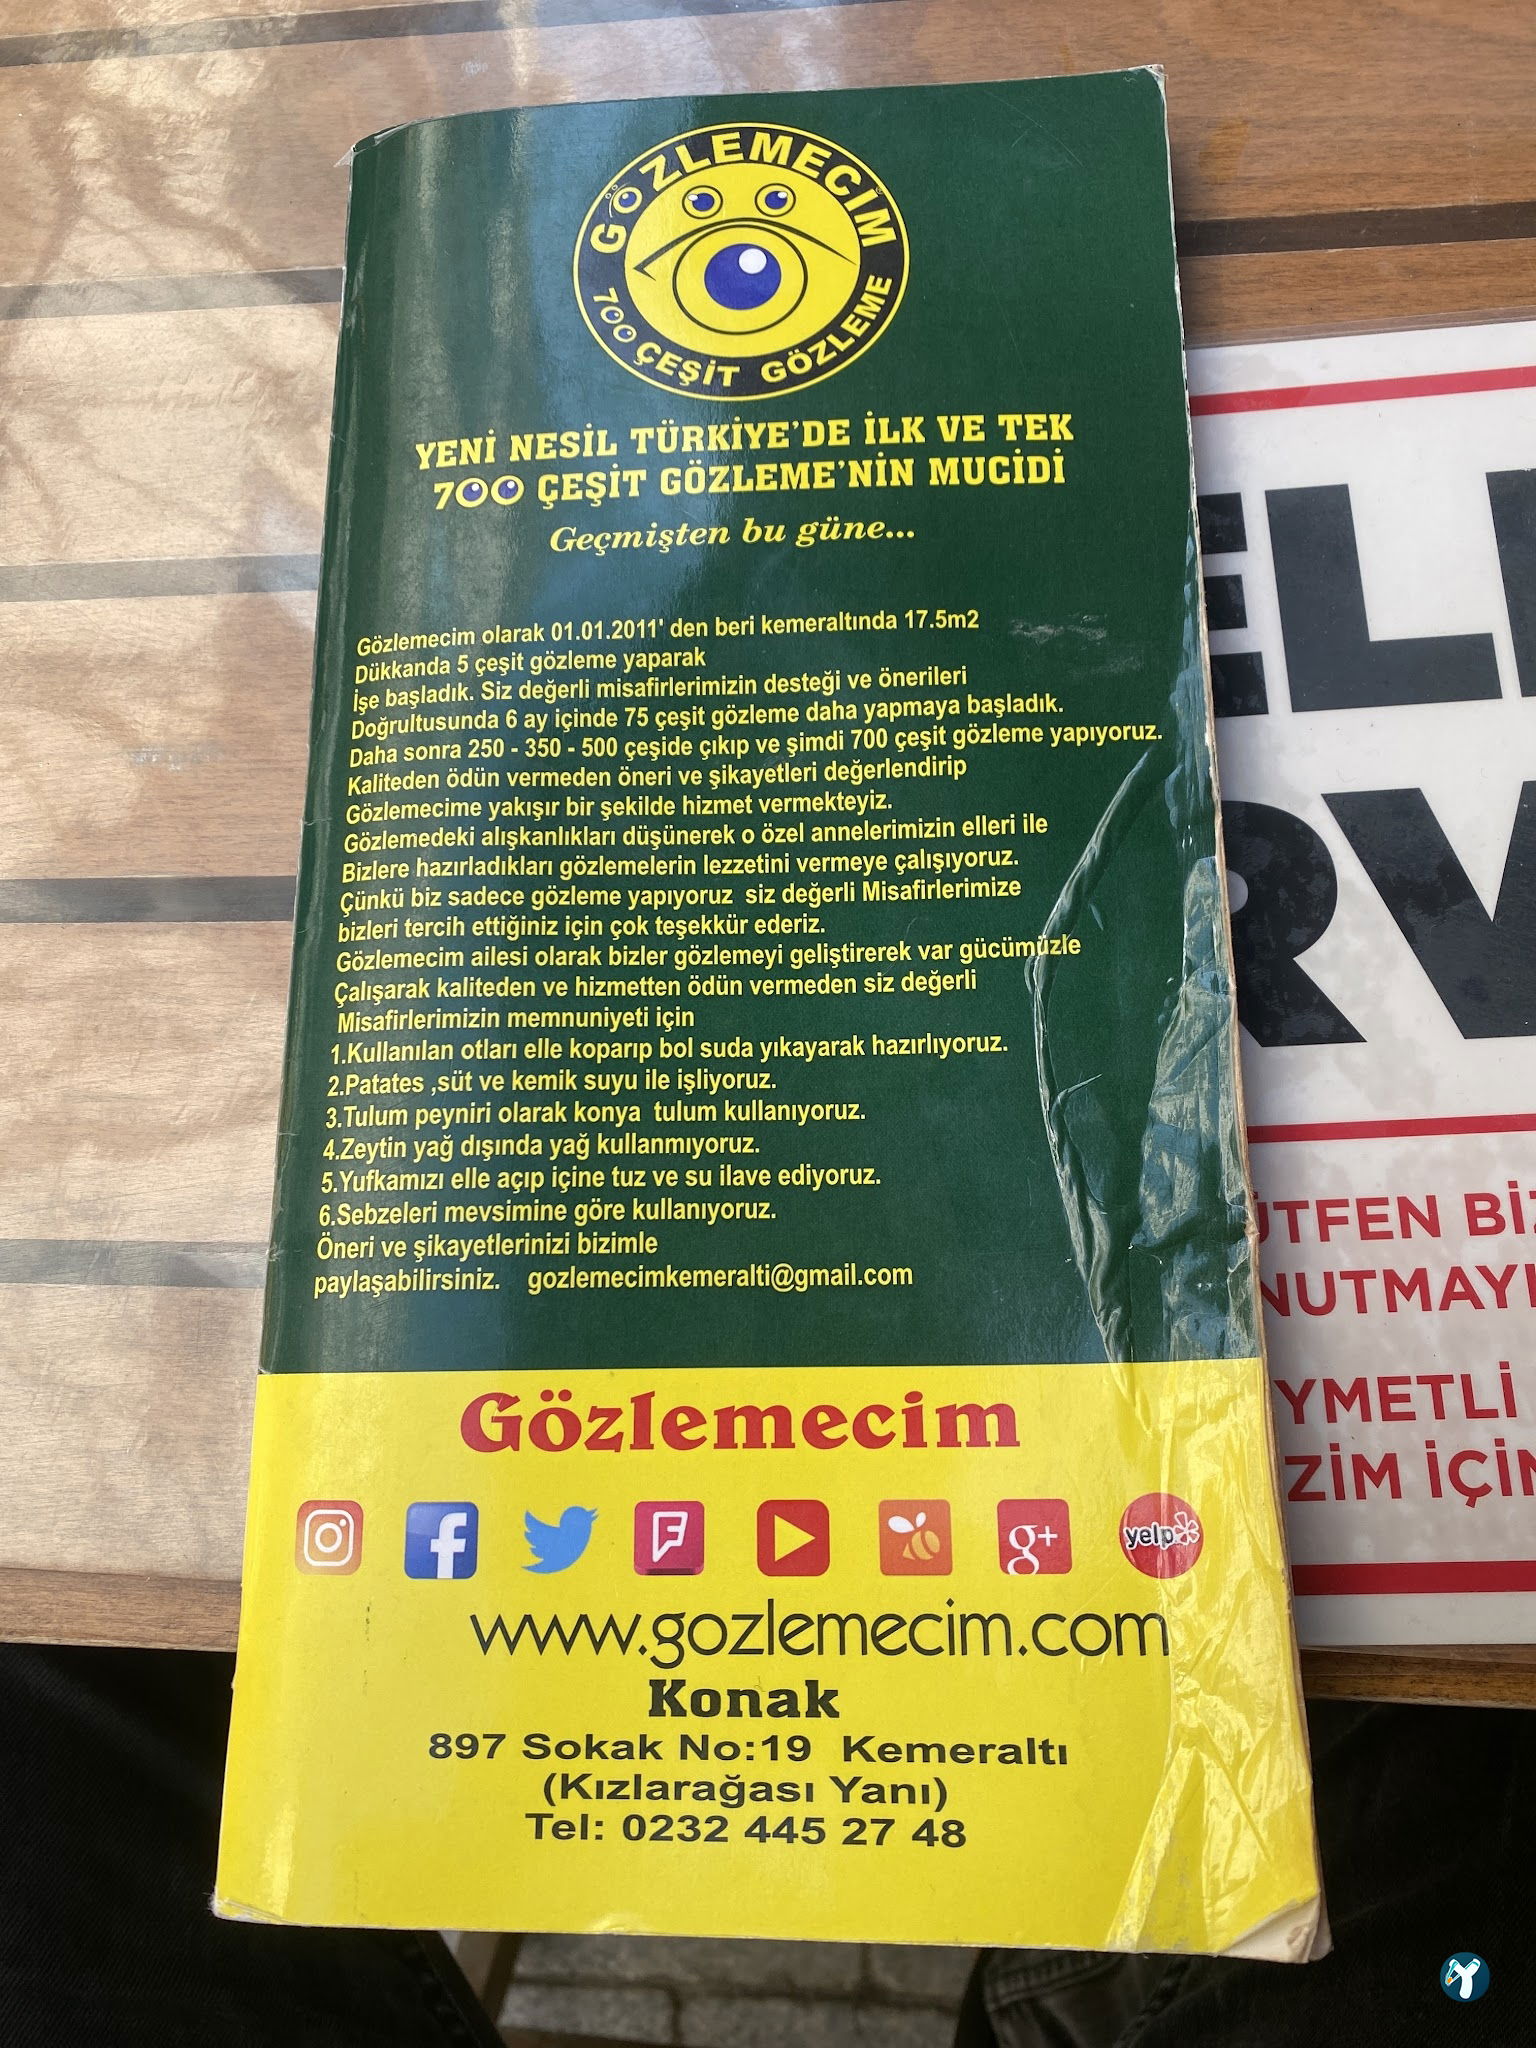 GÖZLEMECİM
700 ÇEŞİT GÖZLEME
YENİ NESİL TÜRKİYE'DE İLK VE TEK
700 ÇEŞİT GÖZLEME'NİN MUCİDİ
Geçmişten bu güne...
Gözlemecim olarak 01.01.2011' den beri kemeraltında 17.5m2
Dükkanda 5 çeşit gözleme yaparak
İşe başladık. Siz değerli misafirlerimizin desteği ve önerileri
Doğrultusunda 6 ay içinde 75 çeşit gözleme daha yapmaya başladık.
Daha sonra 250 - 350 - 500 çeşide çıkıp ve şimdi 700 çeşit gözleme yapıyoruz.
Kaliteden ödün vermeden öneri ve şikayetleri değerlendirip
Gözlemecime yakışır bir şekilde hizmet vermekteyiz.
Gözlemedeki alışkanlıkları düşünerek o özel annelerimizin elleri ile
Bizlere hazırladıkları gözlemelerin lezzetini vermeye çalışıyoruz.
Çünkü biz sadece gözleme yapıyoruz siz değerli Misafirlerimize
bizleri tercih ettiğiniz için çok teşekkür ederiz.
Gözlemecim ailesi olarak bizler gözlemeyi geliştirerek var gücümüzle
Çalışarak kaliteden ve hizmetten ödün vermeden siz değerli
Misafirlerimizin memnuniyeti için
1.Kullanılan otları elle koparıp bol suda yıkayarak hazırlıyoruz.
2.Patates ,süt ve kemik suyu ile işliyoruz.
3.Tulum peyniri olarak konya tulum kullanıyoruz.
4.Zeytin yağ dışında yağ kullanmıyoruz.
5.Yufkamızı elle açıp içine tuz ve su ilave ediyoruz.
6.Sebzeleri mevsimine göre kullanıyoruz.
Öneri ve şikayetlerinizi bizimle
paylaşabilirsiniz. gozlemecimkemeralti@gmail.com
Gözlemecim
g+ yelp
www.gozlemecim.com
Konak
897 Sokak No:19 Kemeraltı
(Kızlarağası Yanı)
Tel: 0232 445 27 48
ZİM İÇİN